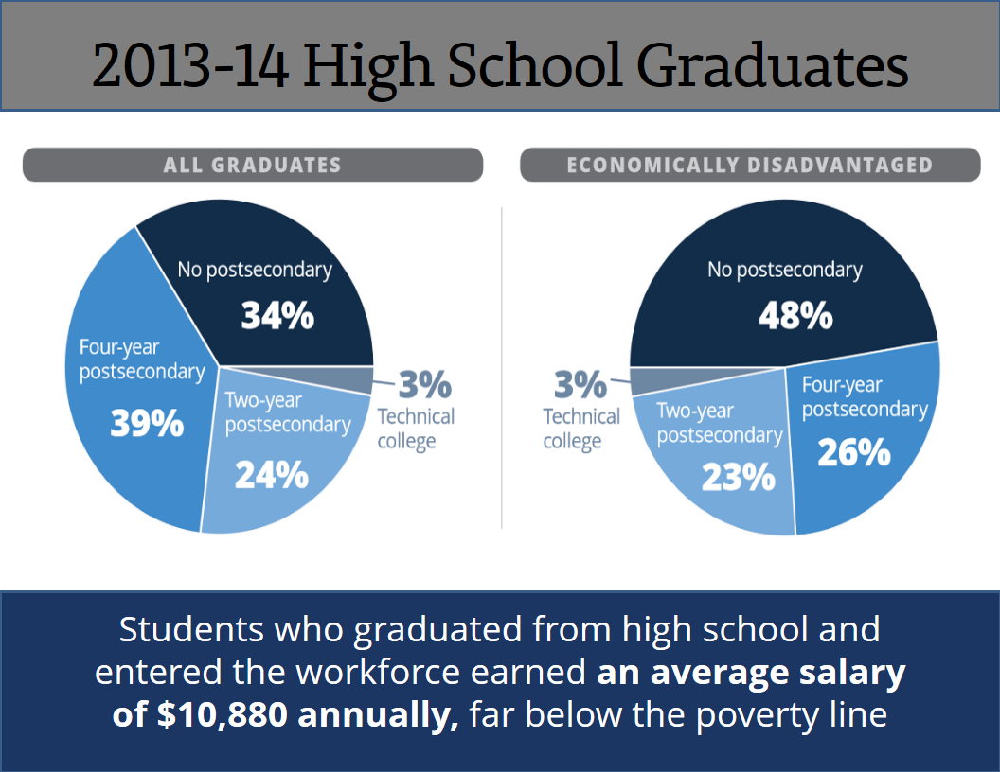 2013-14 High School Graduates
ALL GRADUATES
No postsecondary
34%
Four-year
postsecondary
39%
Two-year
postsecondary
24%
3%
Technical
college
ECONOMICALLY DISADVANTAGED
No postsecondary
48%
3%
Technical
college
Two-year
postsecondary
23%
Four-year
postsecondary
26%
Students who graduated from high school and
entered the workforce earned an average salary
of $10,880 annually, far below the poverty line